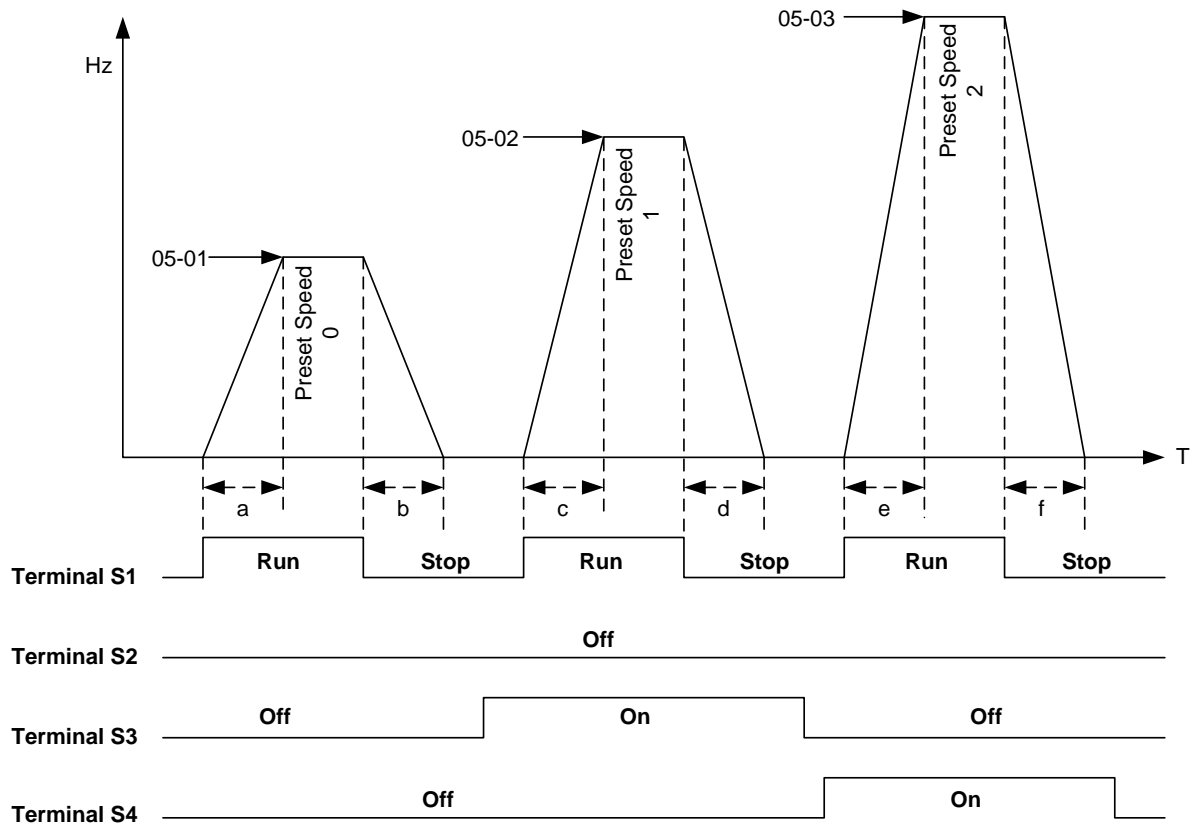 05-03
Hz
Preset Speed
2
05-02
Preset Speed
1
05-01
Preset Speed
0
T
a b c d e f
Terminal S1 Run Stop Run Stop Run Stop
Terminal S2 Off
Terminal S3 Off On Off
Terminal S4 Off On